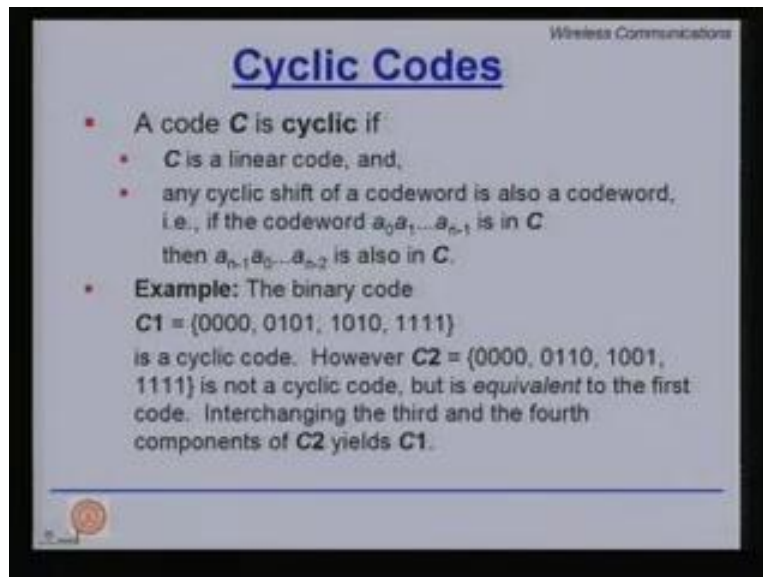 Wireless Communications
Cyclic Codes
▪ A code C is cyclic if
▪ C is a linear code, and,
▪ any cyclic shift of a codeword is also a codeword,
i.e., if the codeword a₀a₁...aₙ₋₁ is in C
then aₙ₋₁a₀...aₙ₋₂ is also in C.
▪ Example: The binary code
C1 = {0000, 0101, 1010, 1111}
is a cyclic code. However C2 = {0000, 0110, 1001,
1111} is not a cyclic code, but is equivalent to the first
code. Interchanging the third and the fourth
components of C2 yields C1.